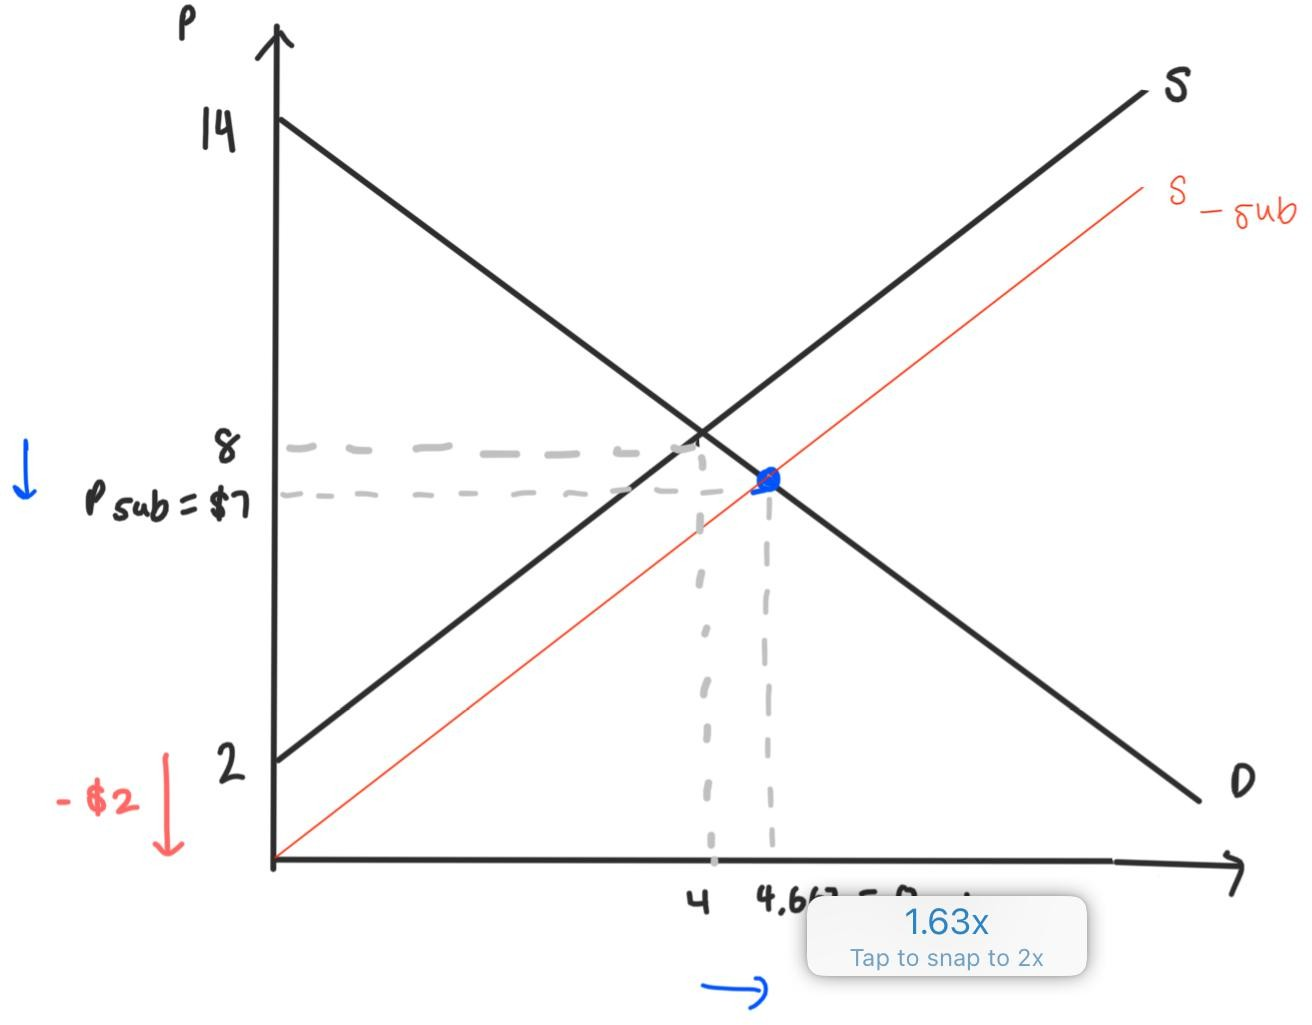 P
14
S
S - sub
8
P sub = $7
2
- $2
D
4
1.63x
Tap to snap to 2x